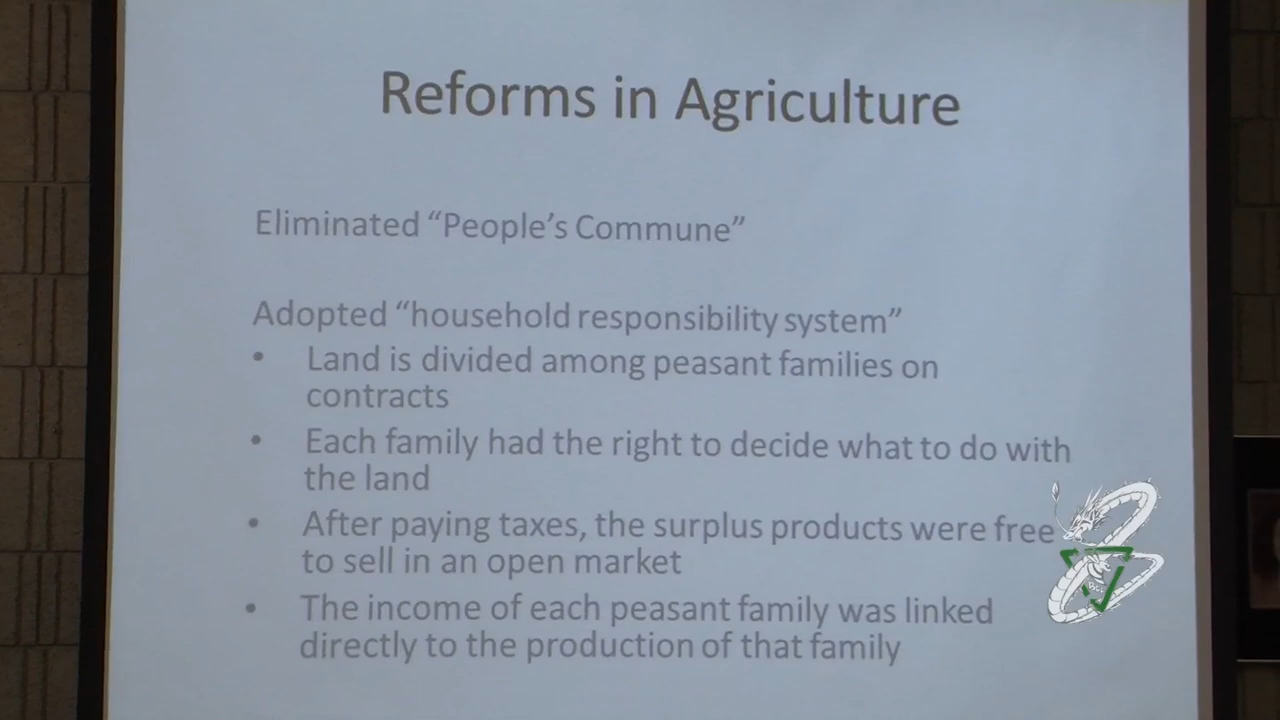 Reforms in Agriculture
Eliminated “People’s Commune”
Adopted “household responsibility system”
• Land is divided among peasant families on
contracts
• Each family had the right to decide what to do with
the land
• After paying taxes, the surplus products were free
to sell in an open market
• The income of each peasant family was linked
directly to the production of that family